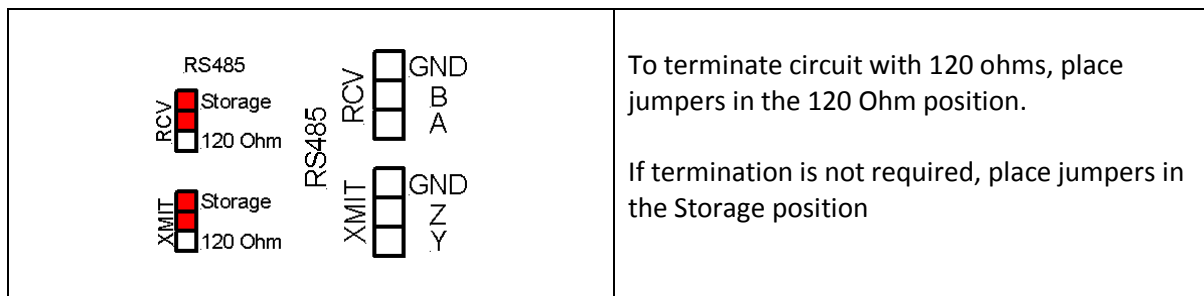 RS485
RCV
Storage
120 Ohm
XMIT
Storage
120 Ohm
RS485
RCV
GND
B
A
XMIT
GND
Z
Y
To terminate circuit with 120 ohms, place
jumpers in the 120 Ohm position.
If termination is not required, place jumpers in
the Storage position